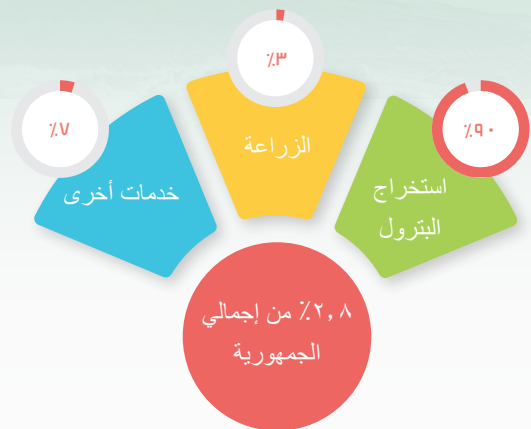 ٪٣
٪٩٠
استخراج
البترول
الزراعة
٪٧
خدمات أخرى
٢,٨٪ من إجمالي
الجمهورية